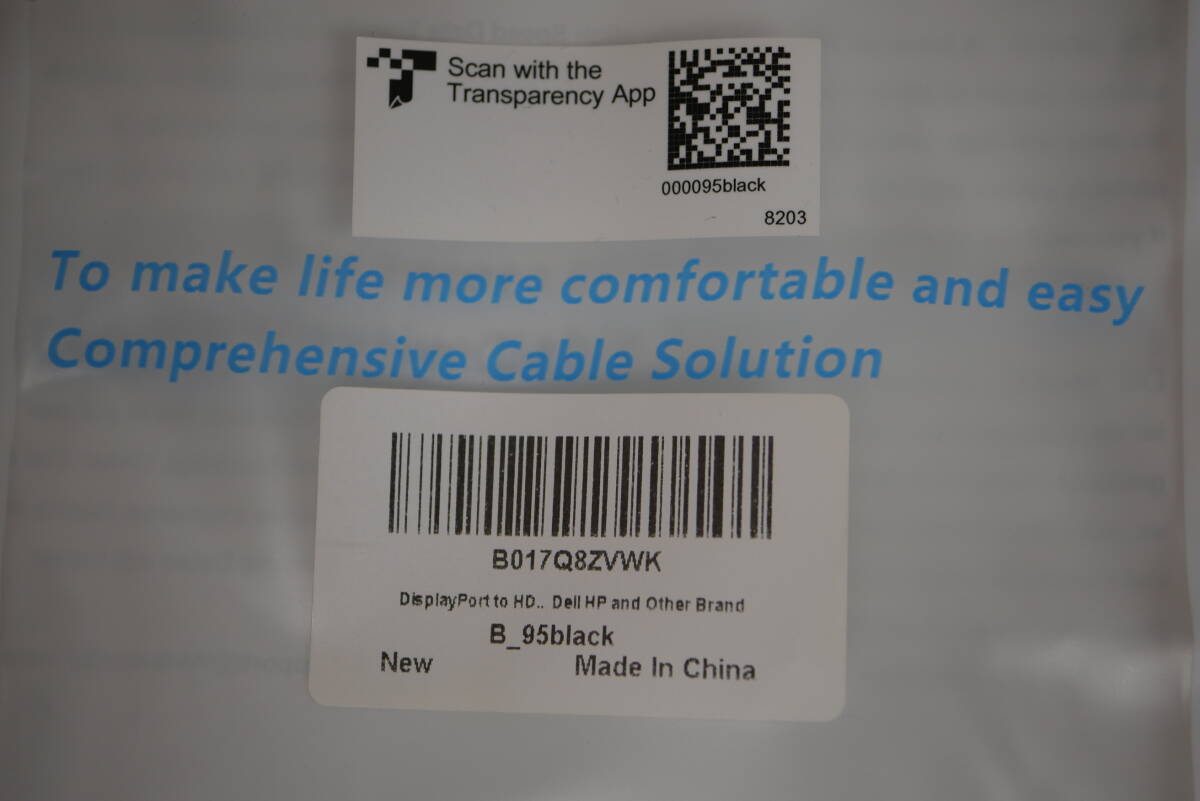 Scan with the
Transparency App
000095black
8203
To make life more comfortable and easy
Comprehensive Cable Solution
B017Q8ZVWK
DisplayPort to HD.. Dell HP and Other Brand
B_95black
New Made In China